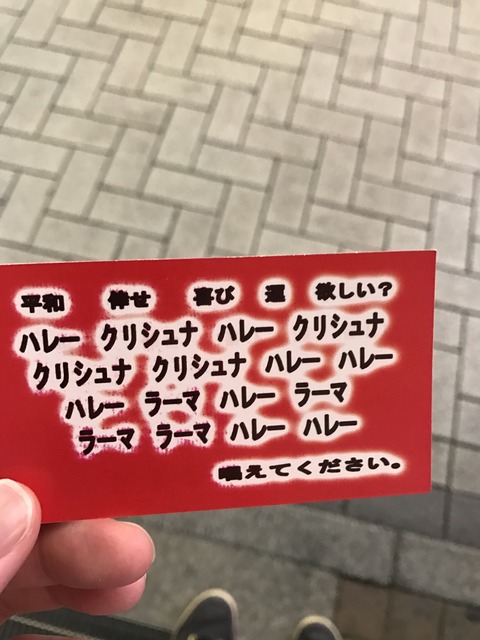 平和 倖せ 喜び 運 欲しい?
ハレー クリシュナ ハレー クリシュナ
クリシュナ クリシュナ ハレー ハレー
ハレー ラーマ ハレー ラーマ
ラーマ ラーマ ハレー ハレー
唱えてください。